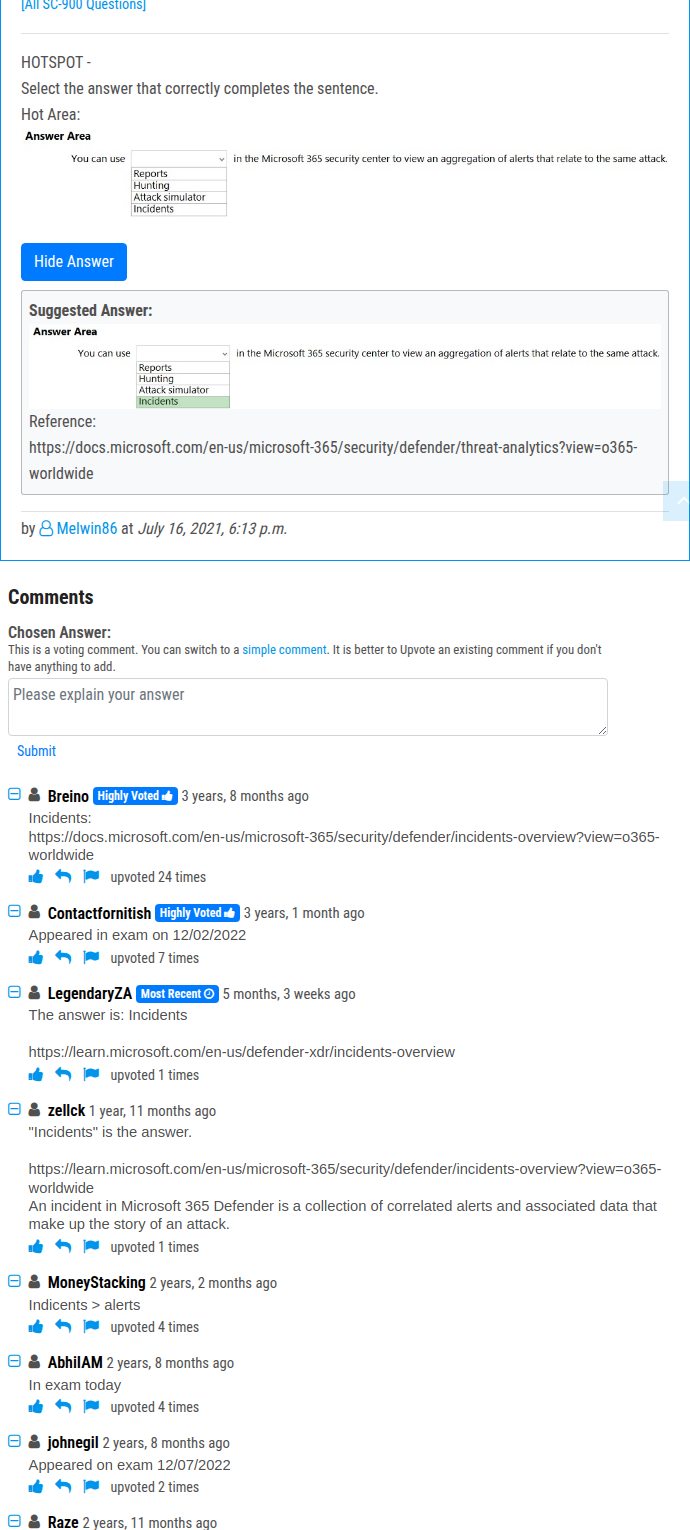 [All SC-900 Questions]
HOTSPOT -
Select the answer that correctly completes the sentence.
Hot Area:
Answer Area
You can use in the Microsoft 365 security center to view an aggregation of alerts that relate to the same attack.
Reports
Hunting
Attack simulator
Incidents
Hide Answer
Suggested Answer:
Answer Area
You can use in the Microsoft 365 security center to view an aggregation of alerts that relate to the same attack.
Reports
Hunting
Attack simulator
Incidents
Reference:
https://docs.microsoft.com/en-us/microsoft-365/security/defender/threat-analytics?view=o365-
worldwide
by Melwin86 at July 16, 2021, 6:13 p.m.
Comments
Chosen Answer:
This is a voting comment. You can switch to a simple comment. It is better to Upvote an existing comment if you don't
have anything to add.
Please explain your answer
Submit
Breino Highly Voted 3 years, 8 months ago
Incidents:
https://docs.microsoft.com/en-us/microsoft-365/security/defender/incidents-overview?view=o365-
worldwide
upvoted 24 times
Contactfornitish Highly Voted 3 years, 1 month ago
Appeared in exam on 12/02/2022
upvoted 7 times
LegendaryZA Most Recent 5 months, 3 weeks ago
The answer is: Incidents
https://learn.microsoft.com/en-us/defender-xdr/incidents-overview
upvoted 1 times
zellck 1 year, 11 months ago
"Incidents" is the answer.
https://learn.microsoft.com/en-us/microsoft-365/security/defender/incidents-overview?view=o365-
worldwide
An incident in Microsoft 365 Defender is a collection of correlated alerts and associated data that
make up the story of an attack.
upvoted 1 times
MoneyStacking 2 years, 2 months ago
Indicents > alerts
upvoted 4 times
AbhilAM 2 years, 8 months ago
In exam today
upvoted 4 times
johnegil 2 years, 8 months ago
Appeared on exam 12/07/2022
upvoted 2 times
Raze 2 years, 11 months ago